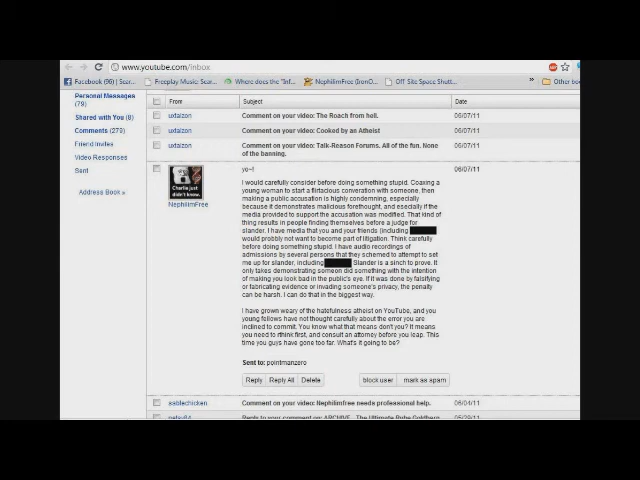 www.youtube.com/inbox
Facebook (96) | Scar...
Freeplay Music: Scar...
Where does the "Inf...
NephilimFree (IronO...
Off Site Space Shutt...
»
Other bo
Personal Messages (79)
Shared with You (8)
Comments (279)
Friend Invites
Video Responses
Sent
Address Book »
From Subject Date
uxtalzon Comment on your video: The Roach from hell. 06/07/11
uxtalzon Comment on your video: Cooked by an Atheist 06/07/11
uxtalzon Comment on your video: Talk-Reason Forums. All of the fun. None 06/07/11
of the banning.
Charlie just
didn't know.
NephilimFree
yo~! 06/07/11
I would carefully consider before doing something stupid. Coaxing a
young woman to start a flirtacious conversation with someone, then
making a public accusation is highly condemning, especially
because it demonstrates malicious forethought, and esecially if the
media provided to support the accusation was modified. That kind of
thing results in people finding themselves before a judge for
slander. I have media that you and your friends (including
would probbly not want to become part of litigation. Think carefully
before doing something stupid. I have audio recordings of
admissions by several persons that they schemed to attempt to set
me up for slander, including Slander is a sinch to prove. It
only takes demonstrating someon did something with the intention
of making you look bad in the public's eye. If it was done by falsifying
or fabricating evidence or invading someone's privacy, the penalty
can be harsh. I can do that in the biggest way.
I have grown weary of the hatefulness atheist on YouTube, and you
young fellows have not thought carefully about the error you are
inclined to commit. You know what that means don't you? It means
you need to rthink first, and consult an attorney before you leap. This
time you guys have gone too far. What's it going to be?
Sent to: pointmanzero
Reply Reply All Delete block user mark as spam
sablechicken Comment on your video: Nephilimfree needs professional help. 06/04/11
Reply to your comment on: ARCHIVE - The Ultimate Rube Goldberg 05/29/11